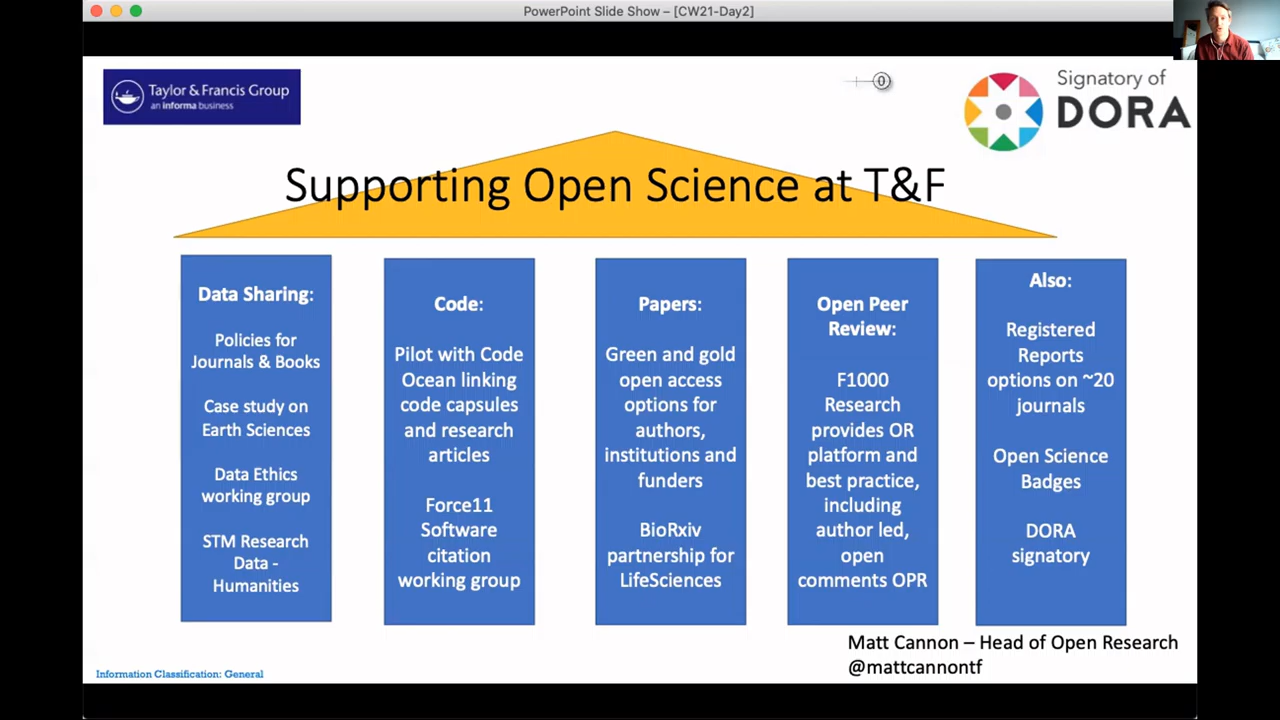 PowerPoint Slide Show – [CW21-Day2]
Taylor & Francis Group
an informa business
0
Signatory of
DORA
Supporting Open Science at T&F
Data Sharing:
Policies for
Journals & Books
Case study on
Earth Sciences
Data Ethics
working group
STM Research
Data -
Humanities
Code:
Pilot with Code
Ocean linking
code capsules
and research
articles
Force11
Software
citation
working group
Papers:
Green and gold
open access
options for
authors,
institutions and
funders
BioRxiv
partnership for
LifeSciences
Open Peer
Review:
F1000
Research
provides OR
platform and
best practice,
including
author led,
open
comments OPR
Also:
Registered
Reports
options on ~20
journals
Open Science
Badges
DORA
signatory
Matt Cannon – Head of Open Research
@mattcannontf
Information Classification: General